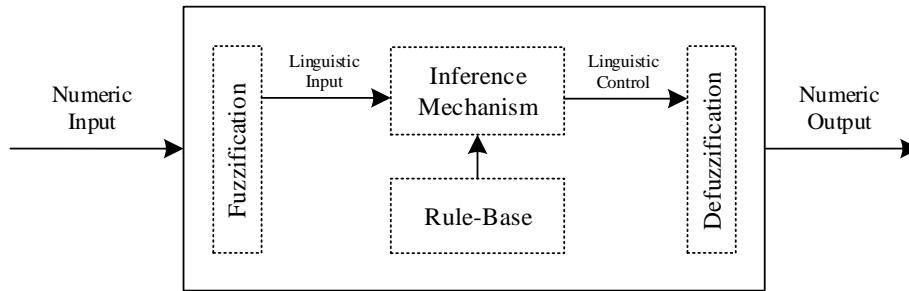 Numeric
Input
Fuzzification
Linguistic
Input
Inference
Mechanism
Rule-Base
Linguistic
Control
Defuzzification
Numeric
Output